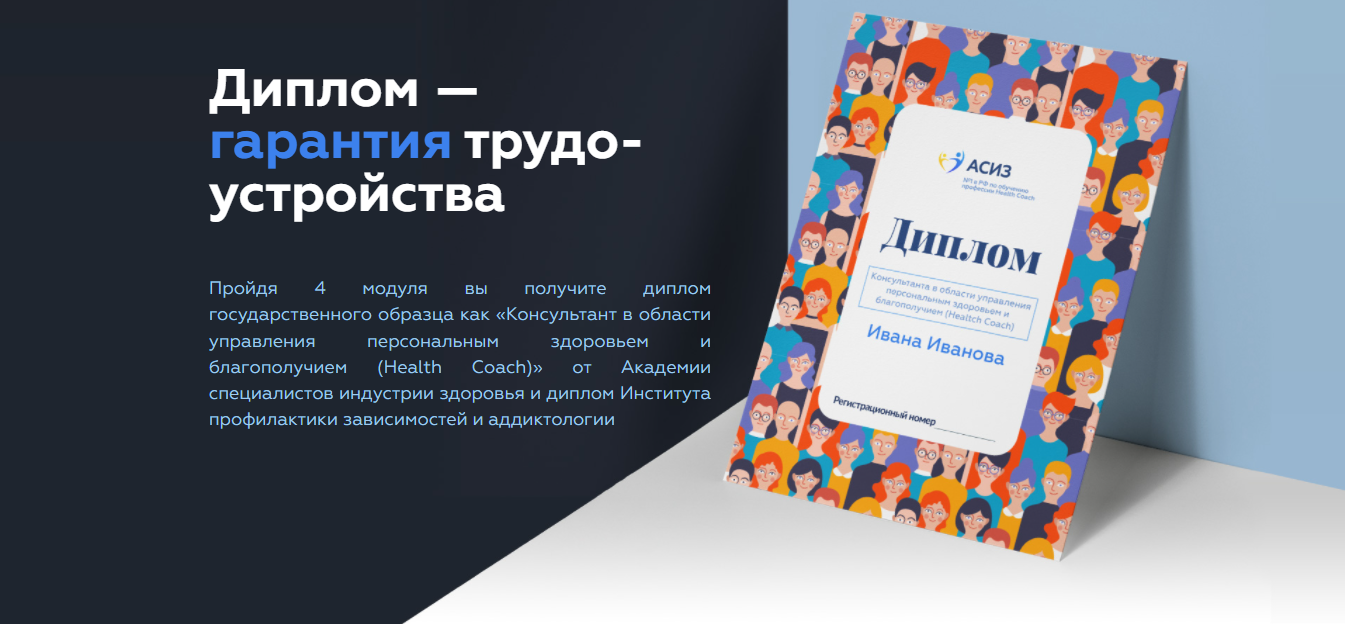 Диплом —
гарантия трудо-
устройства
Пройдя 4 модуля вы получите диплом
государственного образца как «Консультант в области
управления персональным здоровьем и
благополучием (Health Coach)» от Академии
специалистов индустрии здоровья и диплом Института
профилактики зависимостей и аддиктологии
АСИЗ
№1 в РФ по обучению
профессии Health Coach
Диплом
Консультанта в области управления
персональным здоровьем и
благополучием (Healtch Coach)
Ивана Иванова
Регистрационный номер